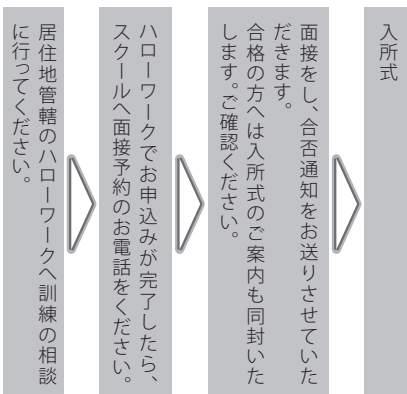 居住地管轄のハローワークへ訓練の相談
に行ってください。
ハローワークでお申込みが完了したら、
スクールへ面接予約のお電話をください。
面接をし、合否通知をお送りさせていた
だきます。
合格の方へは入所式のご案内も同封いた
します。ご確認ください。
入所式